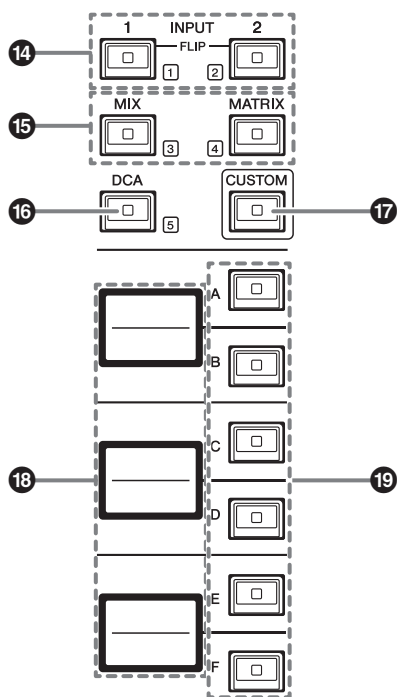 1 INPUT 2
FLIP
⓮
1 2
MIX MATRIX
⓯
3 4
DCA CUSTOM
⓰ ⓱
5
A
B
C
⓲ ⓳
D
E
F